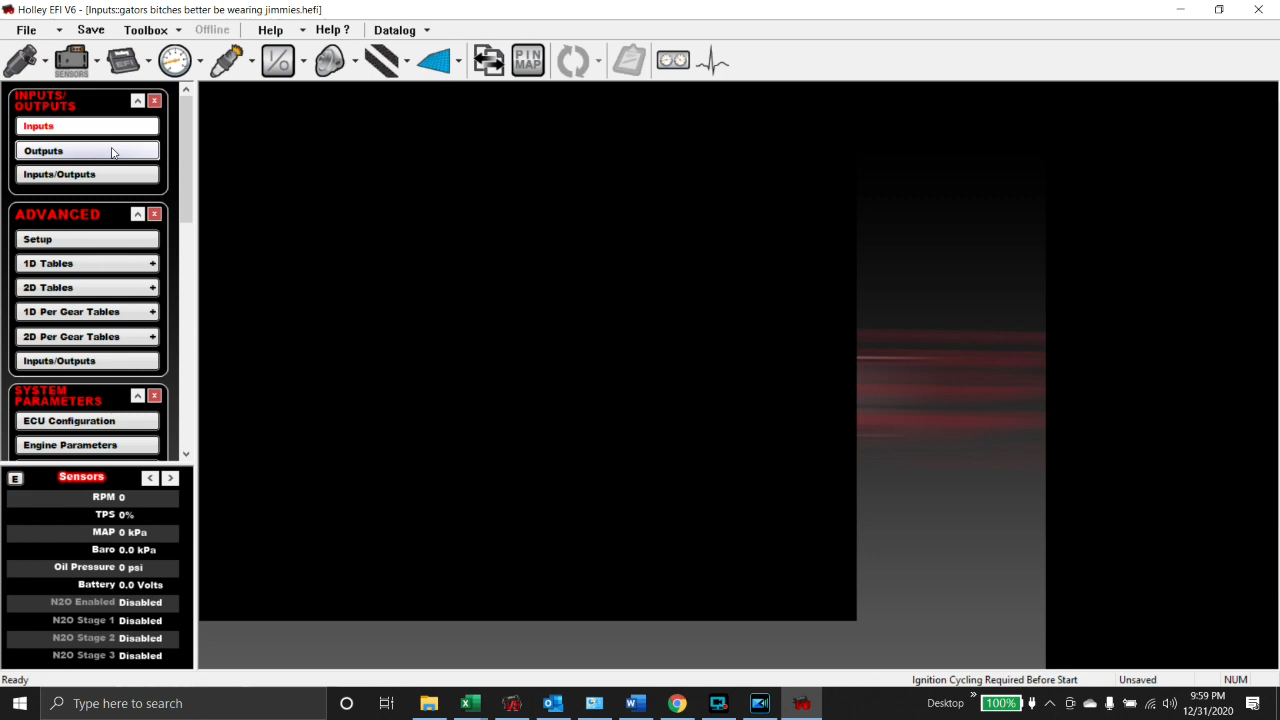 Holley EFI V6 - [Inputs::gators bitches better be wearing jimmies.hefi]
File Save Toolbox Offline Help Help ? Datalog
SENSORS EFI PIN MAP
INPUTS/
OUTPUTS
Inputs
Outputs
Inputs/Outputs
ADVANCED
Setup
1D Tables +
2D Tables +
1D Per Gear Tables +
2D Per Gear Tables +
Inputs/Outputs
SYSTEM
PARAMETERS
ECU Configuration
Engine Parameters
E Sensors < >
RPM 0
TPS 0%
MAP 0 kPa
Baro 0.0 kPa
Oil Pressure 0 psi
Battery 0.0 Volts
N2O Enabled Disabled
N2O Stage 1 Disabled
N2O Stage 2 Disabled
N2O Stage 3 Disabled
Ready Ignition Cycling Required Before Start Unsaved NUM
Type here to search Desktop » 100% 9:59 PM
12/31/2020